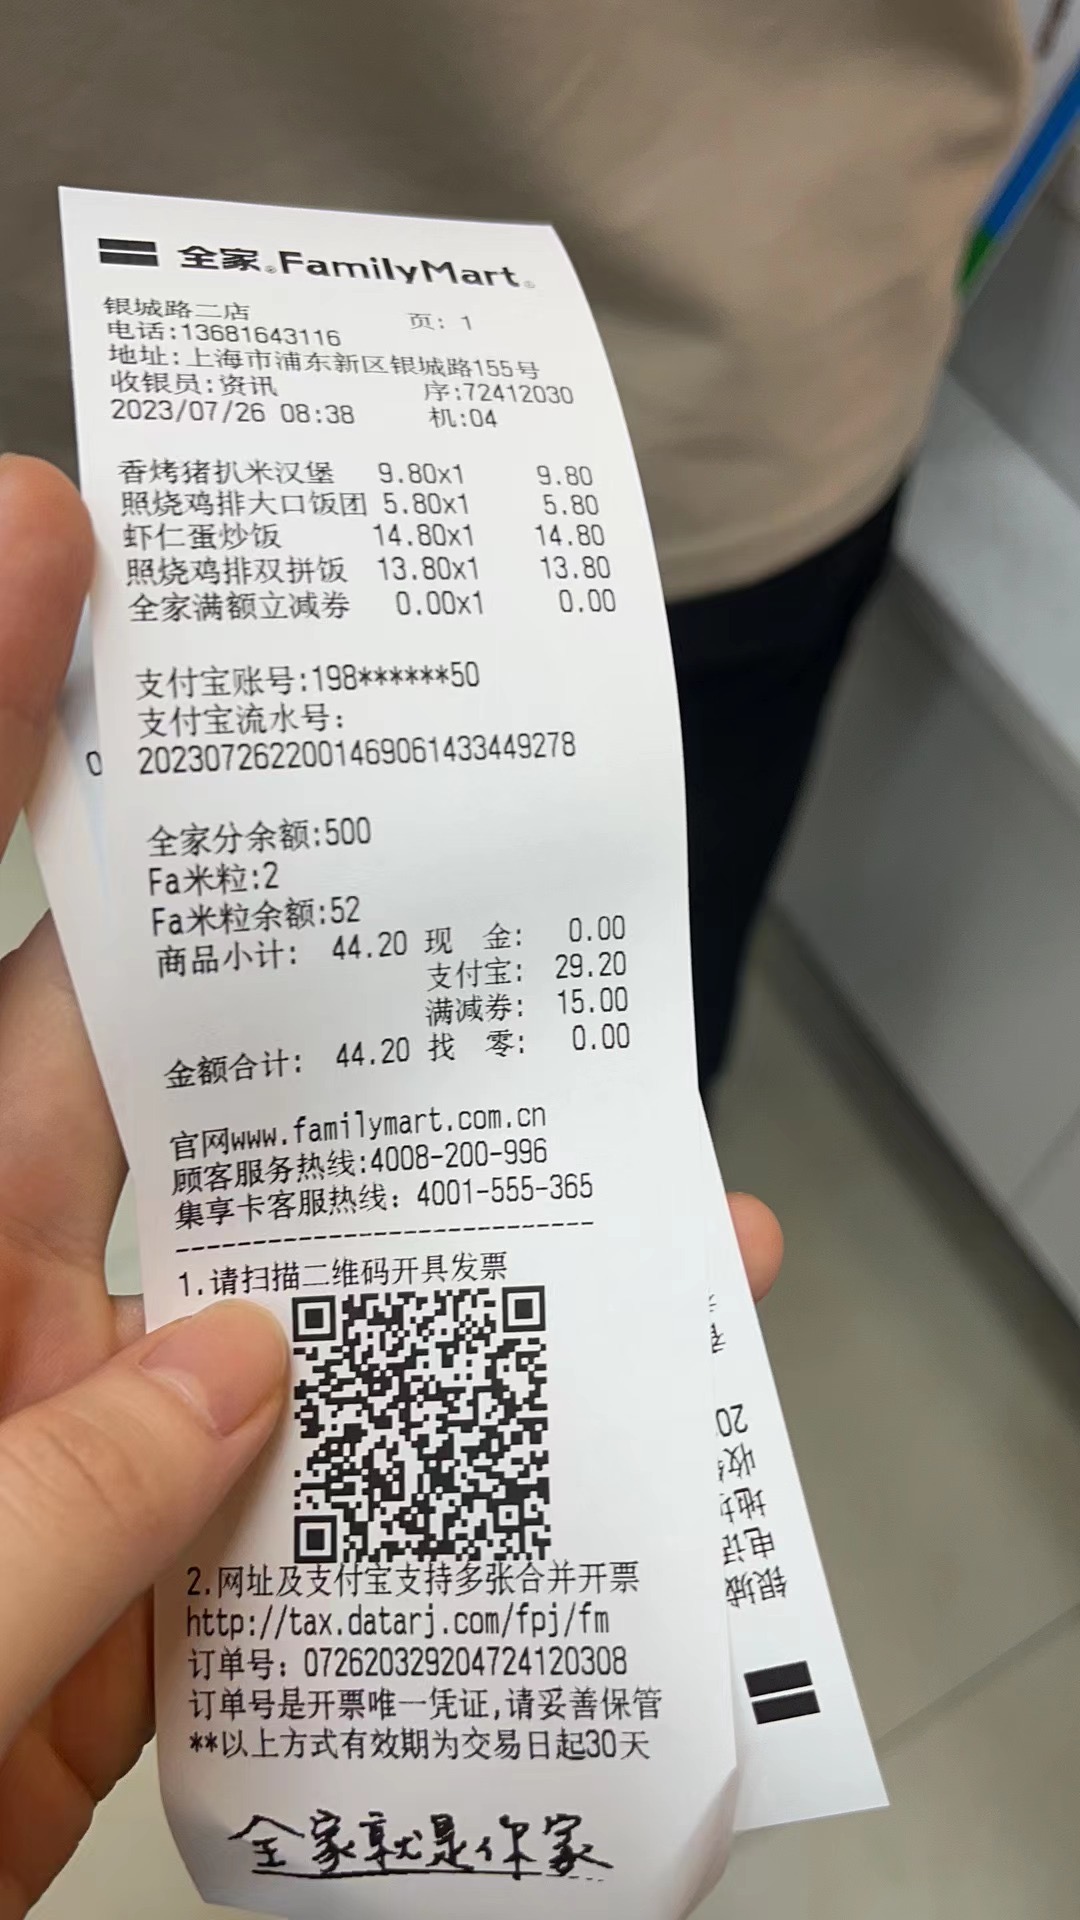 全家®FamilyMart®
银城路二店 页: 1
电话:13681643116
地址:上海市浦东新区银城路155号
收银员:资讯 序:72412030
2023/07/26 08:38 机:04
香烤猪扒米汉堡 9.80x1 9.80
照烧鸡排大口饭团 5.80x1 5.80
虾仁蛋炒饭 14.80x1 14.80
照烧鸡排双拼饭 13.80x1 13.80
全家满额立减券 0.00x1 0.00
支付宝账号:198******50
支付宝流水号:
2023072622001469061433449278
全家分余额:500
Fa米粒:2
Fa米粒余额:52
商品小计: 44.20 现 金: 0.00
支付宝: 29.20
满减券: 15.00
金额合计: 44.20 找 零: 0.00
官网www.familymart.com.cn
顾客服务热线:4008-200-996
集享卡客服热线: 4001-555-365
1.请扫描二维码开具发票
2.网址及支付宝支持多张合并开票
http://tax.datarj.com/fpj/fm
订单号: 072620329204724120308
订单号是开票唯一凭证,请妥善保管
**以上方式有效期为交易日起30天
全家就是你家
0
20
收
地
电话
银城